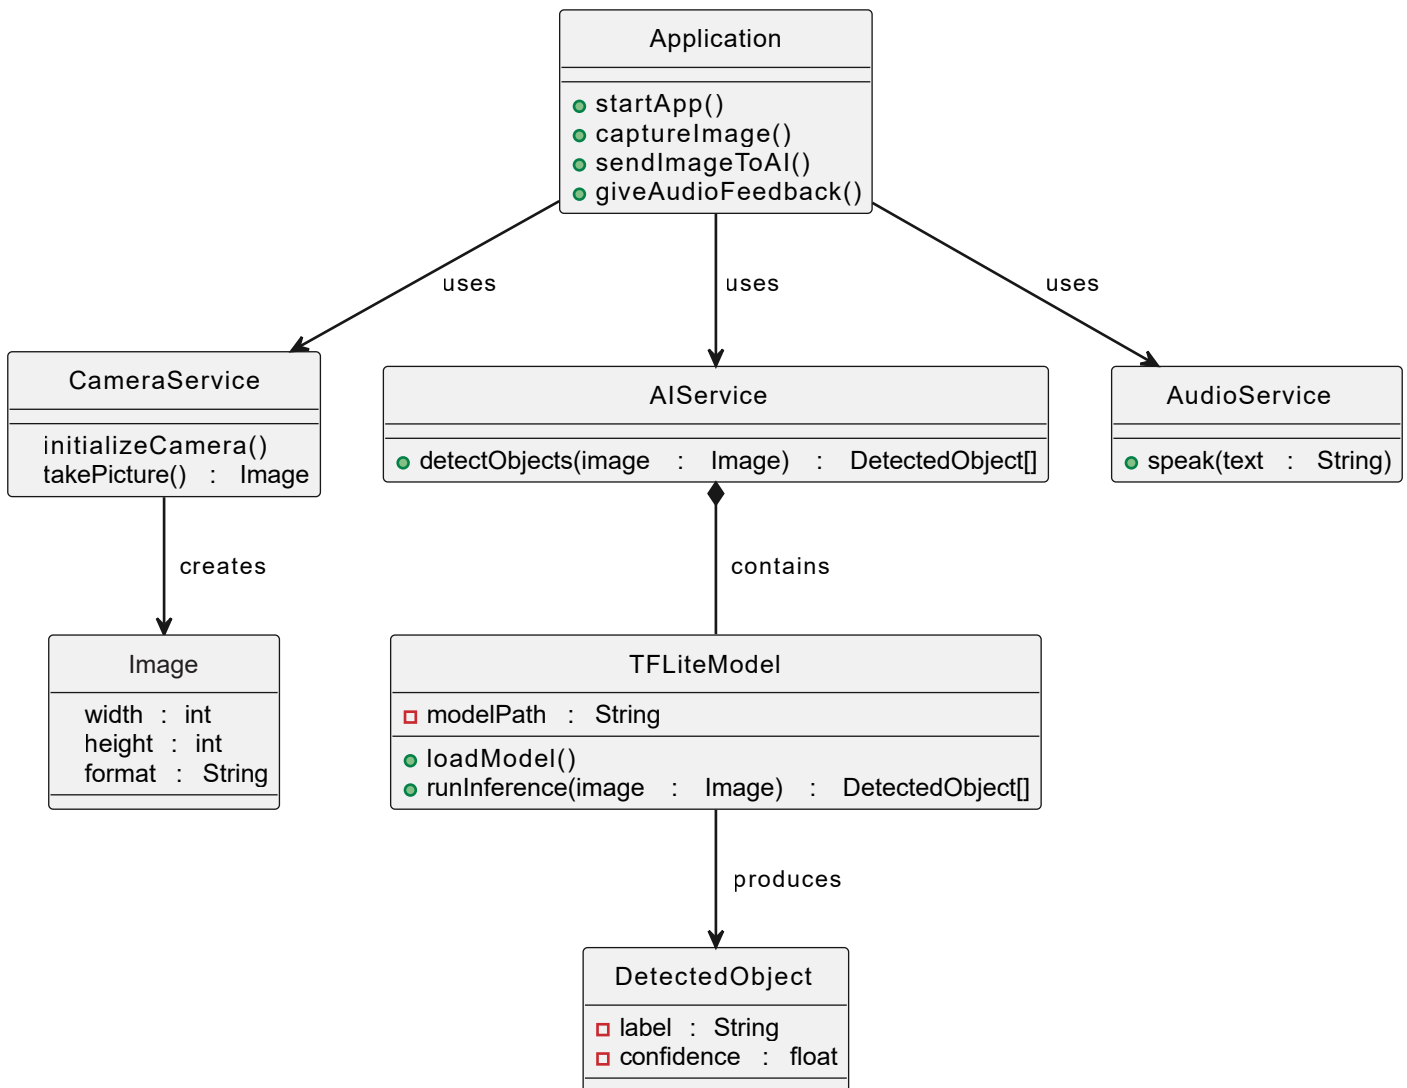 Application
startApp()
captureImage()
sendImageToAI()
giveAudioFeedback()
uses
uses
uses
CameraService
initializeCamera()
takePicture() : Image
AIService
detectObjects(image : Image) : DetectedObject[]
AudioService
speak(text : String)
creates
contains
Image
width : int
height : int
format : String
TFLiteModel
modelPath : String
loadModel()
runInference(image : Image) : DetectedObject[]
produces
DetectedObject
label : String
confidence : float